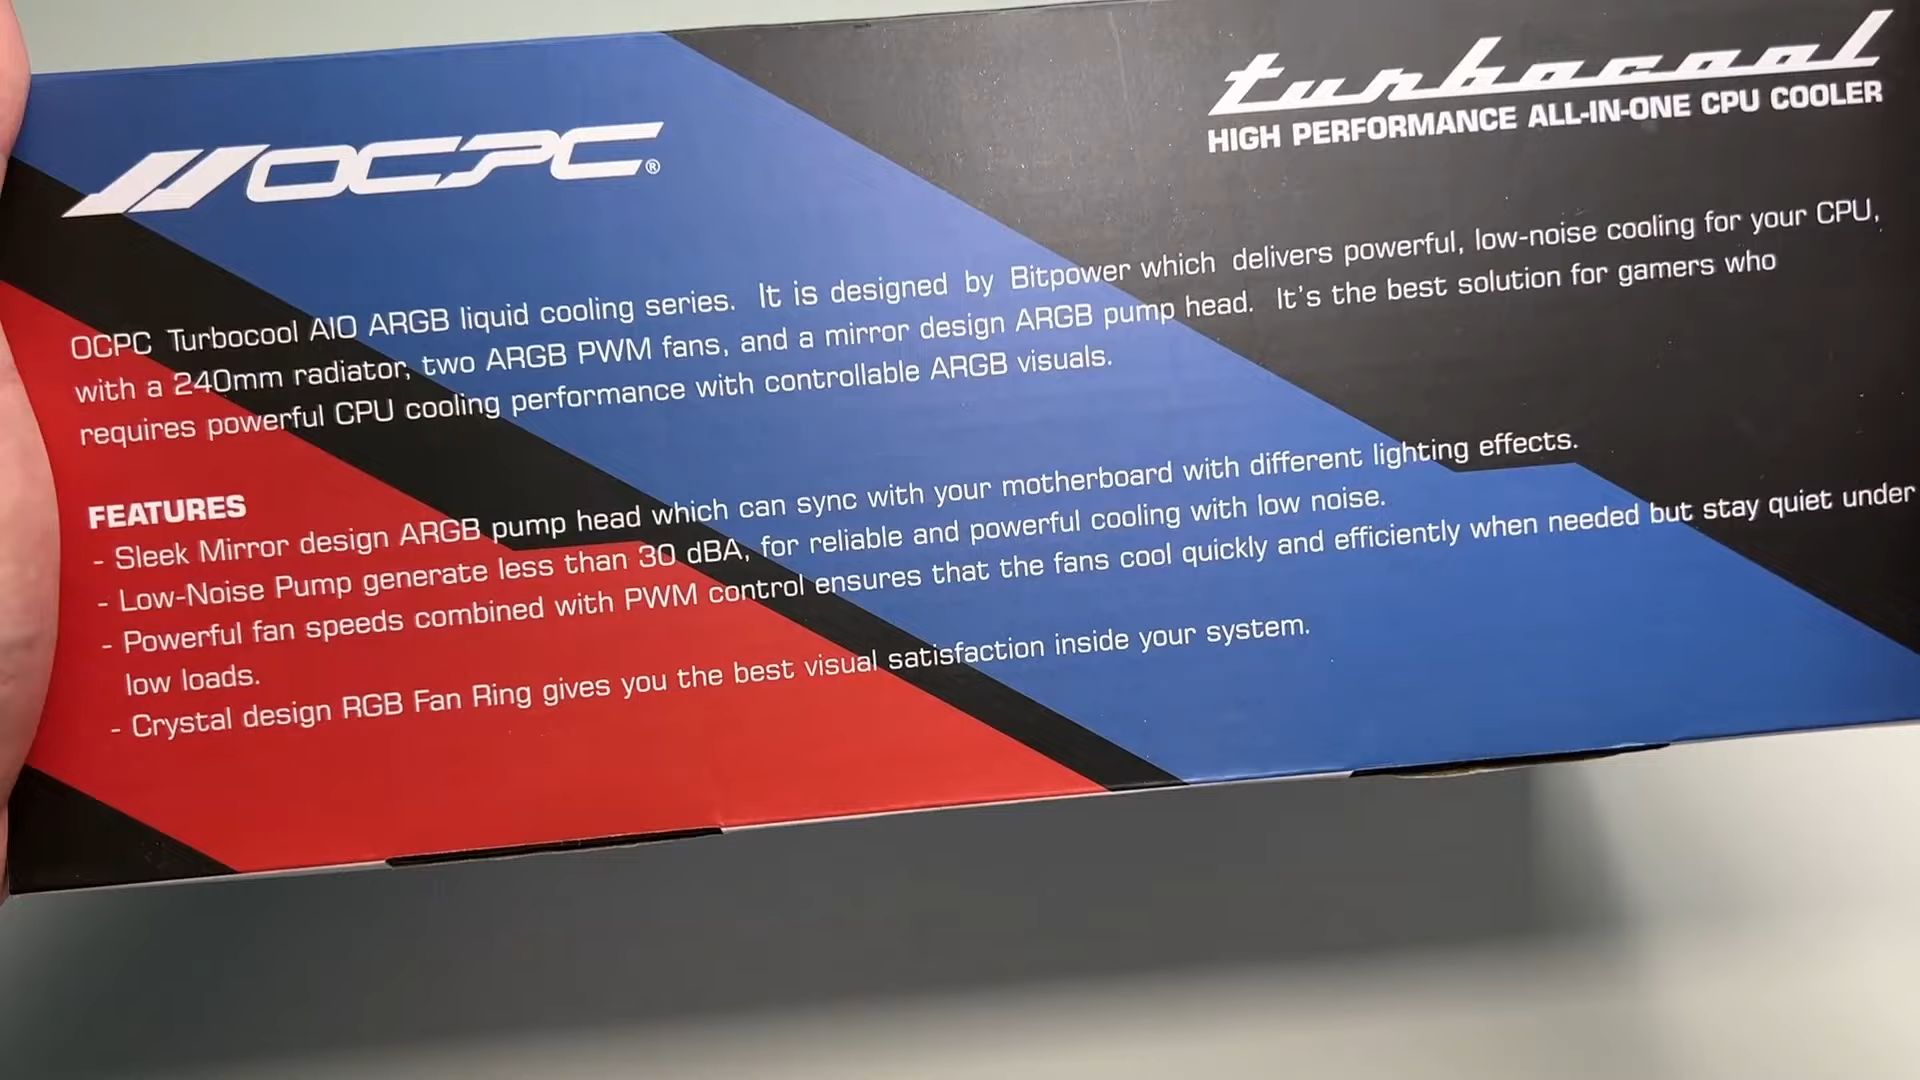 OCPC®
turbocool
HIGH PERFORMANCE ALL-IN-ONE CPU COOLER
OCPC Turbocool AIO ARGB liquid cooling series. It is designed by Bitpower which delivers powerful, low-noise cooling for your CPU,
with a 240mm radiator, two ARGB PWM fans, and a mirror design ARGB pump head. It's the best solution for gamers who
requires powerful CPU cooling performance with controllable ARGB visuals.
FEATURES
- Sleek Mirror design ARGB pump head which can sync with your motherboard with different lighting effects.
- Low-Noise Pump generate less than 30 dBA, for reliable and powerful cooling with low noise.
- Powerful fan speeds combined with PWM control ensures that the fans cool quickly and efficiently when needed but stay quiet under
low loads.
- Crystal design RGB Fan Ring gives you the best visual satisfaction inside your system.